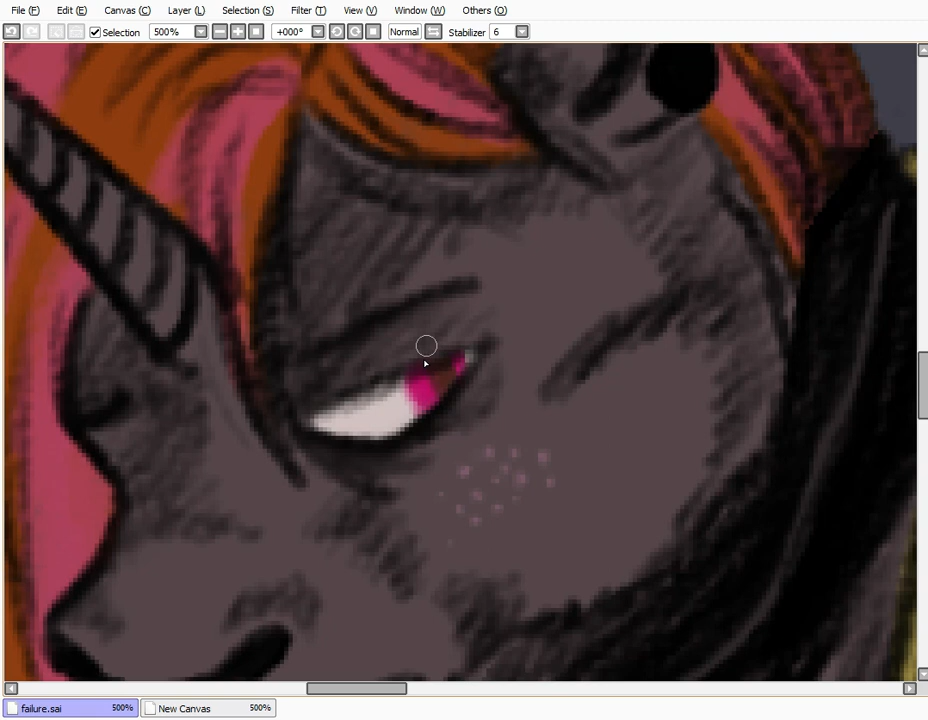 File (F) Edit (E) Canvas (C) Layer (L) Selection (S) Filter (T) View (V) Window (W) Others (O)
Selection 500% +000° Normal Stabilizer 6
failure.sai 500% New Canvas 500%